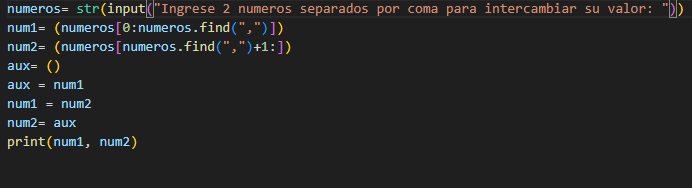 numeros= str(input("Ingrese 2 numeros separados por coma para intercambiar su valor: "))
num1= (numeros[0:numeros.find(",")])
num2= (numeros[numeros.find(",")+1:])
aux= ()
aux = num1
num1 = num2
num2= aux
print(num1, num2)